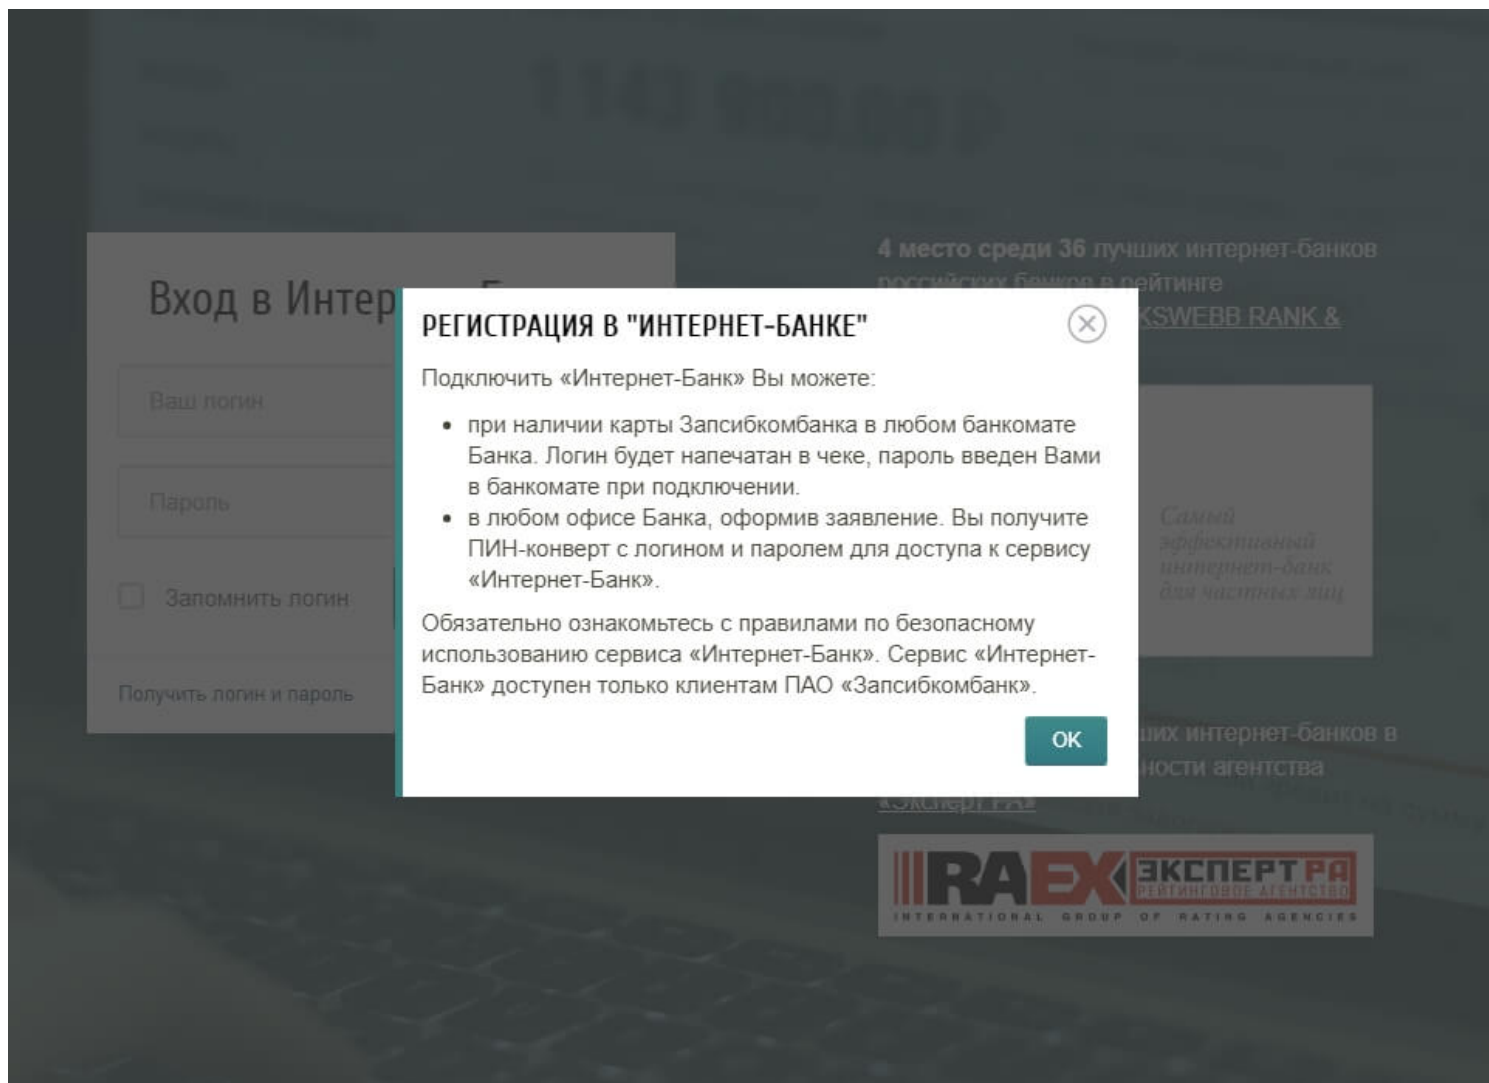 1 143 900.00 ₽
4 место среди 36 лучших интернет-банков
российских банков в рейтинге
KSWEBB RANK &
Вход в Интер
Ваш логин
Пароль
Запомнить логин
Получить логин и пароль
РЕГИСТРАЦИЯ В "ИНТЕРНЕТ-БАНКЕ"
Подключить «Интернет-Банк» Вы можете:
• при наличии карты Запсибкомбанка в любом банкомате
Банка. Логин будет напечатан в чеке, пароль введен Вами
в банкомате при подключении.
• в любом офисе Банка, оформив заявление. Вы получите
ПИН-конверт с логином и паролем для доступа к сервису
«Интернет-Банк».
Обязательно ознакомьтесь с правилами по безопасному
использованию сервиса «Интернет-Банк». Сервис «Интернет-
Банк» доступен только клиентам ПАО «Запсибкомбанк».
OK
Самый
эффективный
интернет-банк
для частных лиц
ших интернет-банков в
ности агентства
«Эксперт РА»
RAEX ЭКСПЕРТ РА
РЕЙТИНГОВОЕ АГЕНТСТВО
INTERNATIONAL GROUP OF RATING AGENCIES